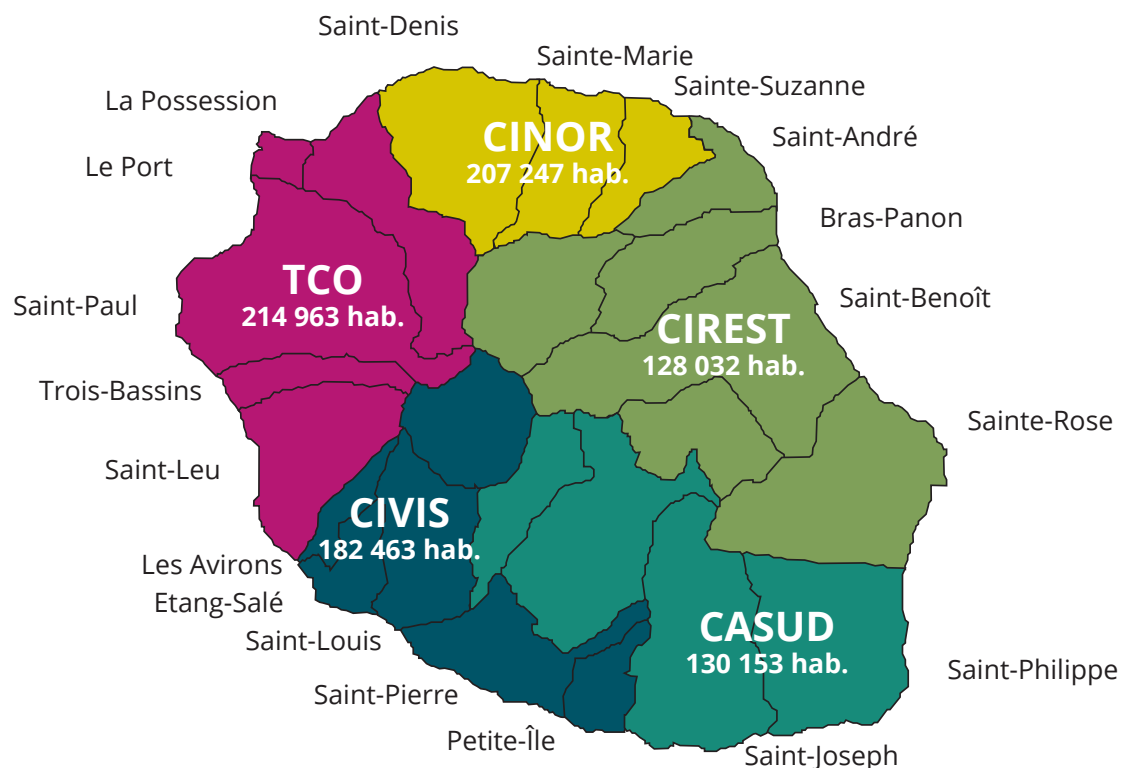 Saint-Denis
Sainte-Marie
Sainte-Suzanne
La Possession
Saint-André
CINOR
207 247 hab.
Le Port
Bras-Panon
TCO
214 963 hab.
Saint-Paul
Saint-Benoît
CIREST
128 032 hab.
Trois-Bassins
Sainte-Rose
Saint-Leu
CIVIS
182 463 hab.
Les Avirons
Etang-Salé
CASUD
130 153 hab.
Saint-Louis
Saint-Philippe
Saint-Pierre
Petite-Île
Saint-Joseph